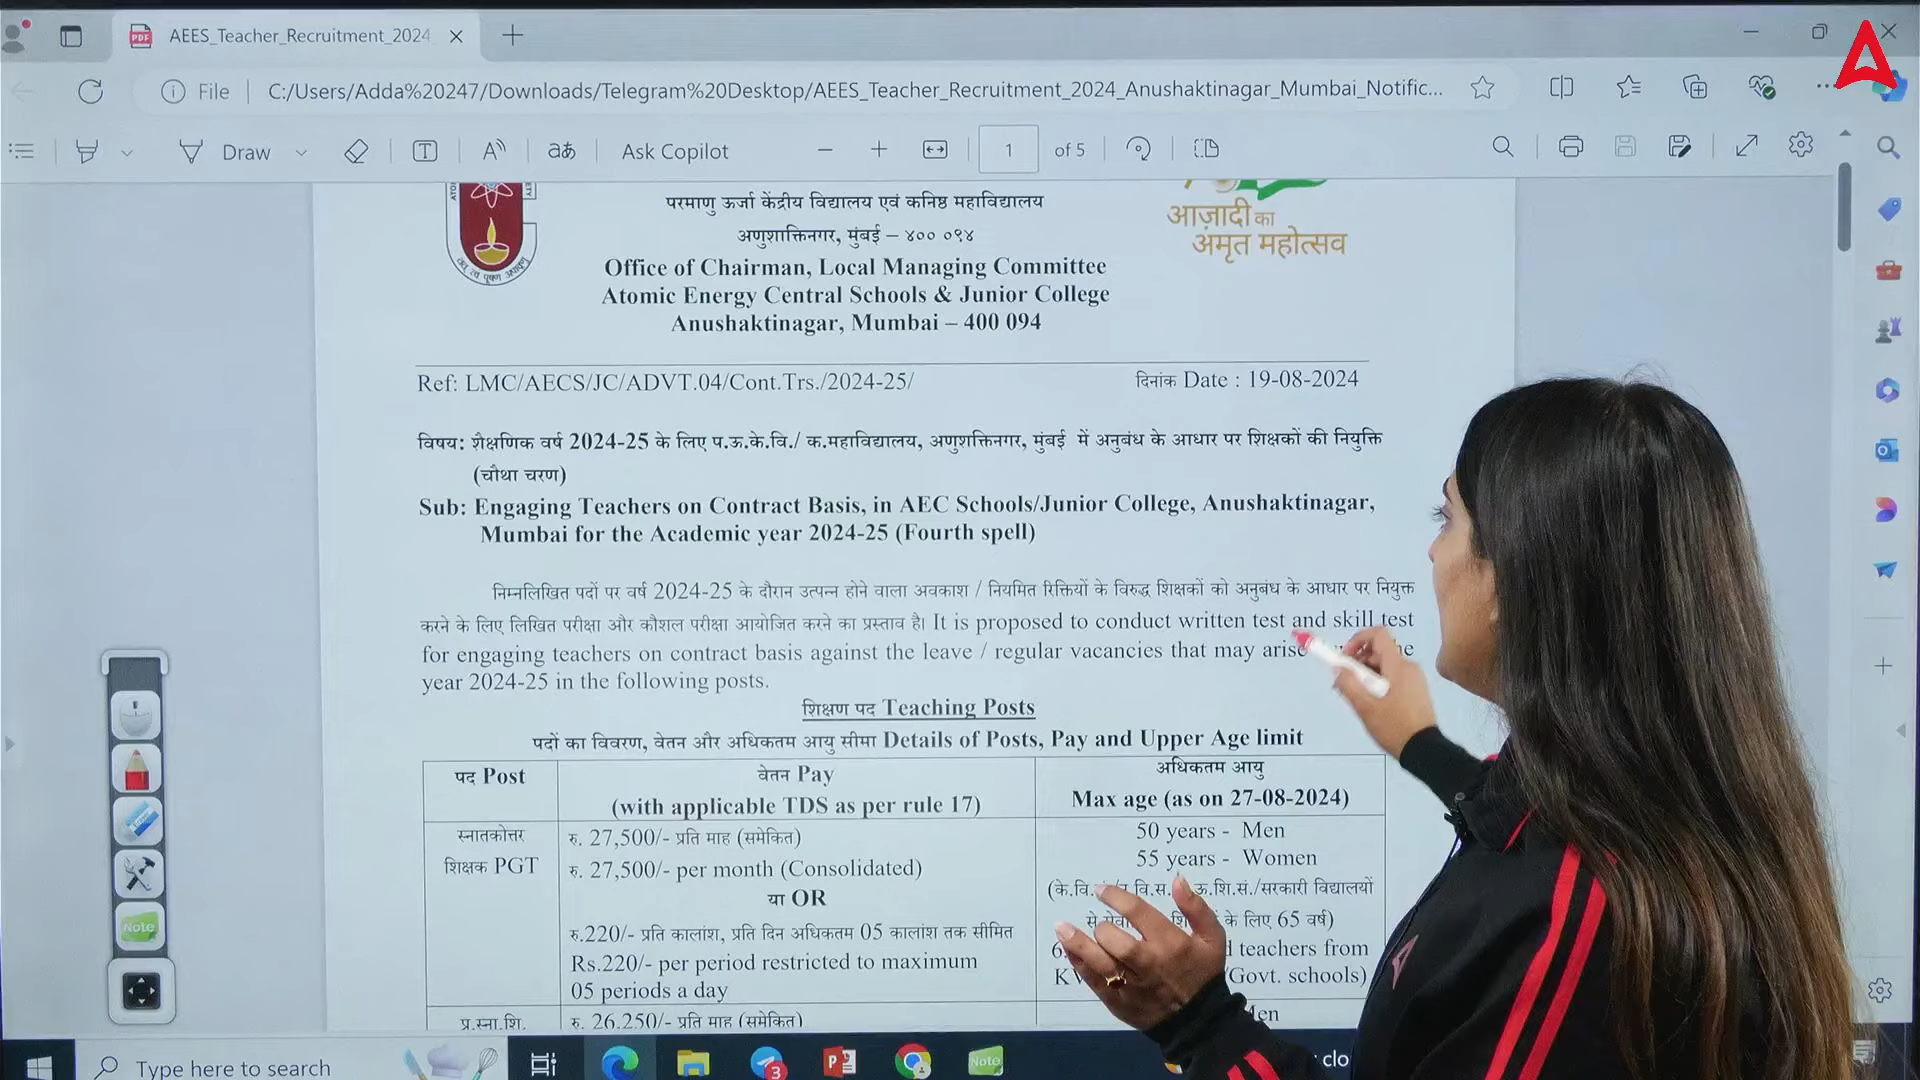 AEES_Teacher_Recruitment_2024
File
C:/Users/Adda%20247/Downloads/Telegram%20Desktop/AEES_Teacher_Recruitment_2024_Anushaktinagar_Mumbai_Notific...
Draw
Ask Copilot
1 of 5
परमाणु ऊर्जा केंद्रीय विद्यालय एवं कनिष्ठ महाविद्यालय
अणुशाक्तिनगर, मुंबई – ४०० ०९४
आज़ादी का
अमृत महोत्सव
Office of Chairman, Local Managing Committee
Atomic Energy Central Schools & Junior College
Anushaktinagar, Mumbai – 400 094
Ref: LMC/AECS/JC/ADVT.04/Cont.Trs./2024-25/
दिनांक Date : 19-08-2024
विषय: शैक्षणिक वर्ष 2024-25 के लिए प.ऊ.के.वि./ क.महाविद्यालय, अणुशक्तिनगर, मुंबई में अनुबंध के आधार पर शिक्षकों की नियुक्ति
(चौथा चरण)
Sub: Engaging Teachers on Contract Basis, in AEC Schools/Junior College, Anushaktinagar,
Mumbai for the Academic year 2024-25 (Fourth spell)
निम्नलिखित पदों पर वर्ष 2024-25 के दौरान उत्पन्न होने वाला अवकाश / नियमित रिक्तियों के विरुद्ध शिक्षकों को अनुबंध के आधार पर नियुक्त
करने के लिए लिखित परीक्षा और कौशल परीक्षा आयोजित करने का प्रस्ताव है। It is proposed to conduct written test and skill test
for engaging teachers on contract basis against the leave / regular vacancies that may arise
year 2024-25 in the following posts.
शिक्षण पद Teaching Posts
पदों का विवरण, वेतन और अधिकतम आयु सीमा Details of Posts, Pay and Upper Age limit
पद Post
वेतन Pay
(with applicable TDS as per rule 17)
अधिकतम आयु
Max age (as on 27-08-2024)
स्नातकोत्तर
शिक्षक PGT
रु. 27,500/- प्रति माह (समेकित)
रु. 27,500/- per month (Consolidated)
या OR
रु.220/- प्रति कालांश, प्रति दिन अधिकतम 05 कालांश तक सीमित
Rs.220/- per period restricted to maximum
05 periods a day
50 years - Men
55 years - Women
ऊ.शि.सं./सरकारी विद्यालयों
के लिए 65 वर्ष)
teachers from
/Govt. schools)
प्र.स्ना.शि.
रु. 26,250/- प्रति माह (समेकित)
Note
Type here to search
3
Note